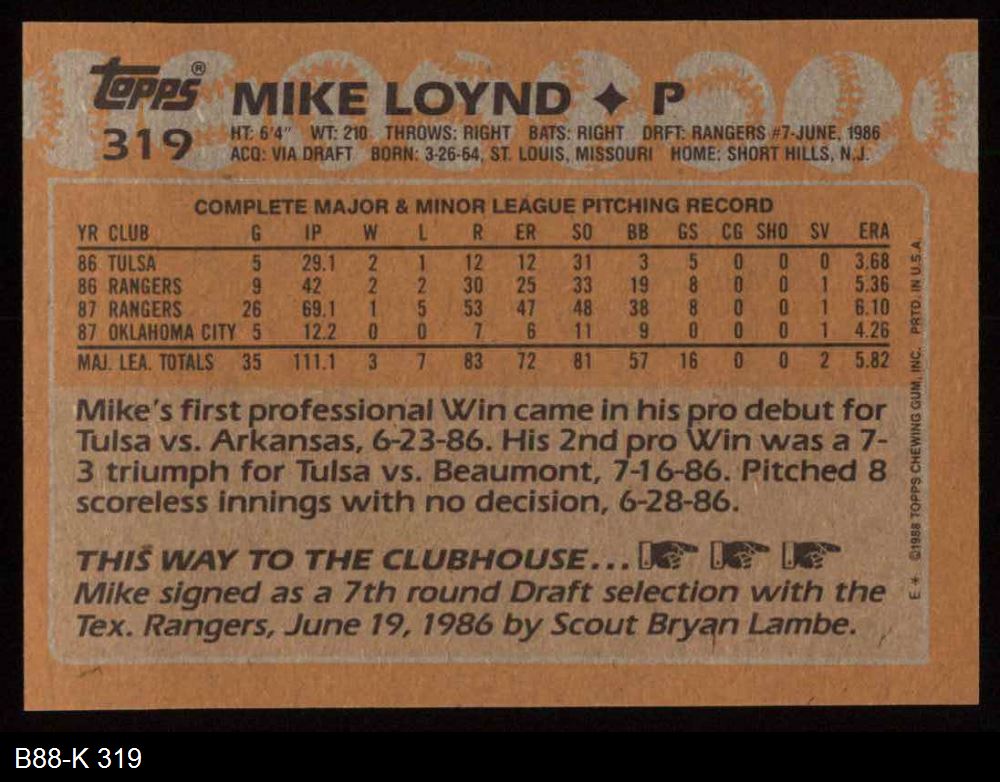 topps®
319
MIKE LOYND ✦ P
HT: 6'4" WT: 210 THROWS: RIGHT BATS: RIGHT DRFT: RANGERS #7-JUNE, 1986
ACQ: VIA DRAFT BORN: 3-26-64, ST. LOUIS, MISSOURI HOME: SHORT HILLS, N.J.
COMPLETE MAJOR & MINOR LEAGUE PITCHING RECORD
YR CLUB G IP W L R ER SO BB GS CG SHO SV ERA
86 TULSA 5 29.1 2 1 12 12 31 3 5 0 0 0 3.68
86 RANGERS 9 42 2 2 30 25 33 19 8 0 0 1 5.36
87 RANGERS 26 69.1 1 5 53 47 48 38 8 0 0 1 6.10
87 OKLAHOMA CITY 5 12.2 0 0 7 6 11 9 0 0 0 1 4.26
MAJ. LEA. TOTALS 35 111.1 3 7 83 72 81 57 16 0 0 2 5.82
Mike's first professional Win came in his pro debut for
Tulsa vs. Arkansas, 6-23-86. His 2nd pro Win was a 7-
3 triumph for Tulsa vs. Beaumont, 7-16-86. Pitched 8
scoreless innings with no decision, 6-28-86.
THIS WAY TO THE CLUBHOUSE...
Mike signed as a 7th round Draft selection with the
Tex. Rangers, June 19, 1986 by Scout Bryan Lambe.
E * ©1988 TOPPS CHEWING GUM, INC. PRTD. IN U.S.A.
B88-K 319